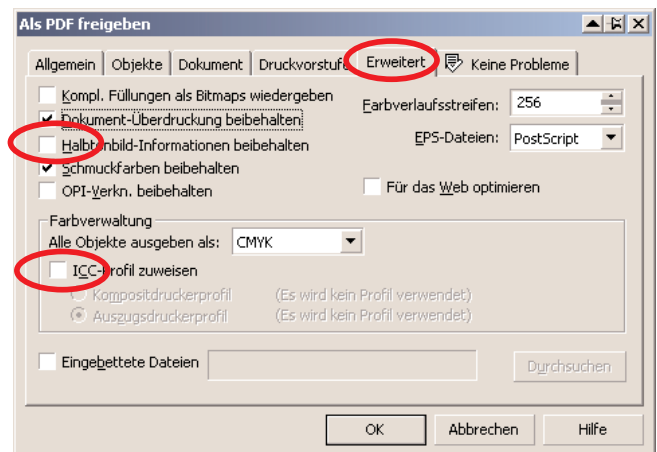 Als PDF freigeben
Allgemein Objekte Dokument Druckvorstufe Erweitert Keine Probleme
Kompl. Füllungen als Bitmaps wiedergeben
Farbverlaufsstreifen: 256
Dokument-Überdruckung beibehalten
EPS-Dateien: PostScript
Halbtonbild-Informationen beibehalten
Schmuckfarben beibehalten
OPI-Verkn. beibehalten
Für das Web optimieren
Farbverwaltung
Alle Objekte ausgeben als: CMYK
ICC-Profil zuweisen
Kompositdruckerprofil (Es wird kein Profil verwendet)
Auszugsdruckerprofil (Es wird kein Profil verwendet)
Eingebettete Dateien Durchsuchen
OK Abbrechen Hilfe